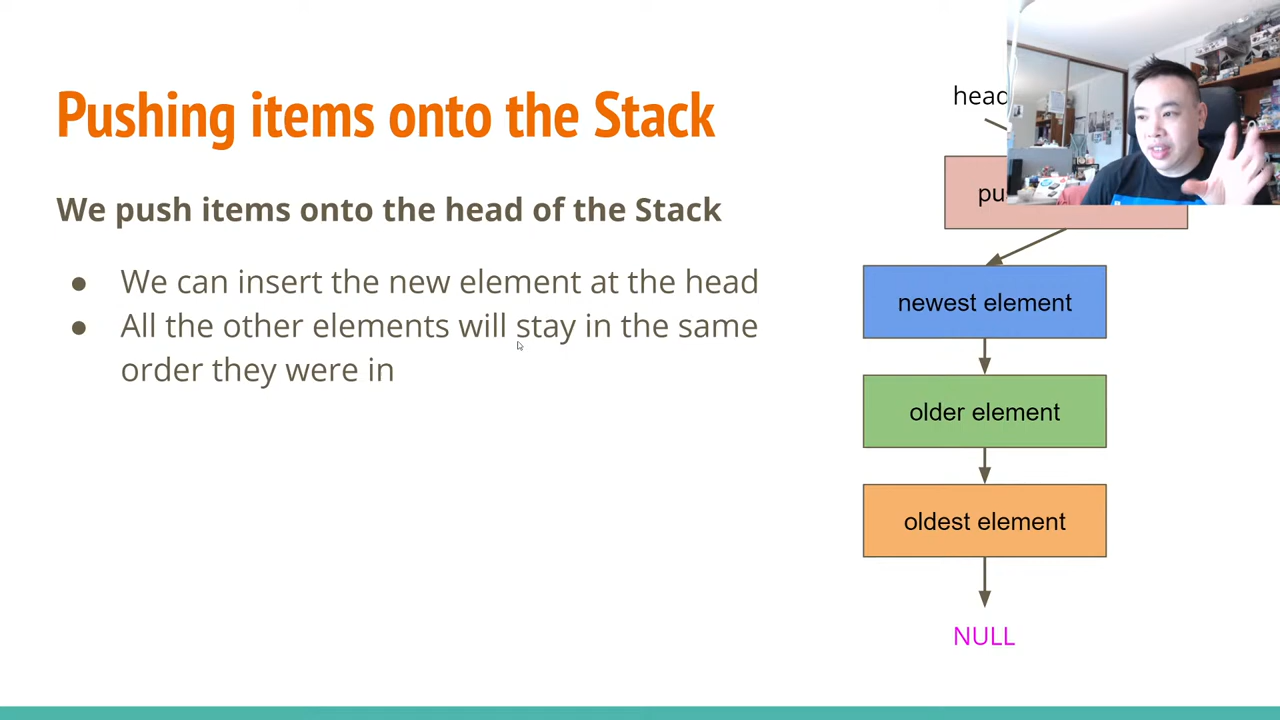 Pushing items onto the Stack
We push items onto the head of the Stack
● We can insert the new element at the head
● All the other elements will stay in the same
order they were in
head
newest element
older element
oldest element
NULL